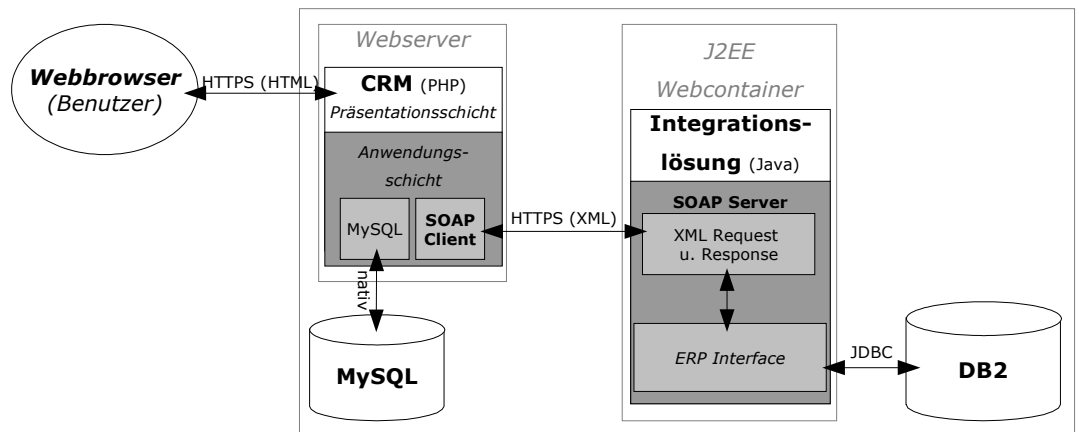 Webbrowser
(Benutzer)
HTTPS (HTML)
Webserver
CRM (PHP)
Präsentationsschicht
Anwendungs-
schicht
MySQL
SOAP
Client
nativ
MySQL
HTTPS (XML)
J2EE
Webcontainer
Integrations-
lösung (Java)
SOAP Server
XML Request
u. Response
ERP Interface
JDBC
DB2